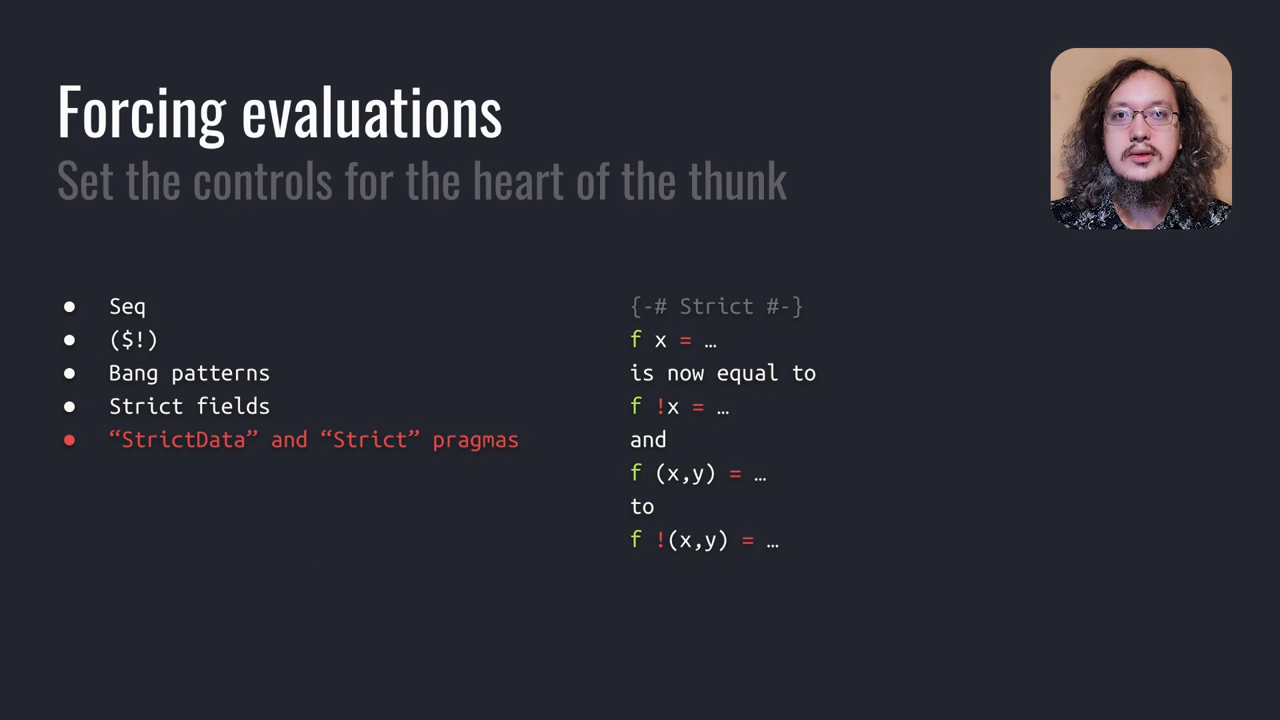 Forcing evaluations
Set the controls for the heart of the thunk
● Seq
● ($!)
● Bang patterns
● Strict fields
● “StrictData” and “Strict” pragmas
{-# Strict #-}
f x = …
is now equal to
f !x = …
and
f (x,y) = …
to
f !(x,y) = …